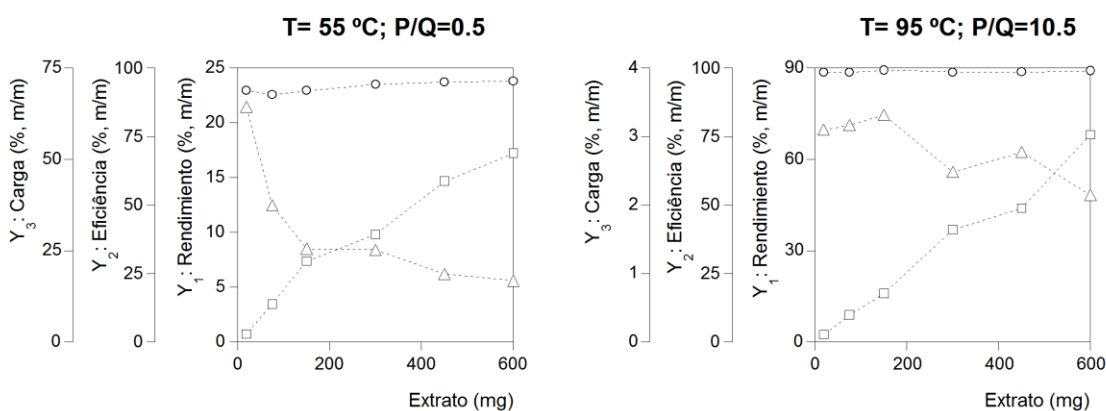 T= 55 ºC; P/Q=0.5
Y3 : Carga (%, m/m)
75
50
25
0
Y2 : Eficiência (%, m/m)
100
75
50
25
0
Y1 : Rendimiento (%, m/m)
25
20
15
10
5
0
0 200 400 600
Extrato (mg)
T= 95 ºC; P/Q=10.5
Y3 : Carga (%, m/m)
4
3
2
1
0
Y2 : Eficiência (%, m/m)
100
75
50
25
0
Y1 : Rendimiento (%, m/m)
90
60
30
0
0 200 400 600
Extrato (mg)